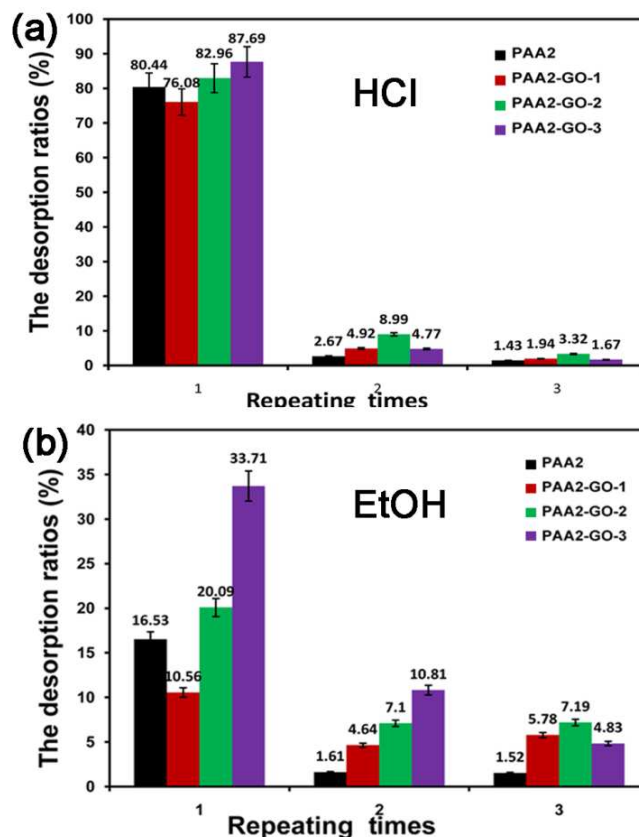 (a)
HCl
The desorption ratios (%)
100
90
80
70
60
50
40
30
20
10
0
80.44
76.08
82.96
87.69
2.67
4.92
8.99
4.77
1.43
1.94
3.32
1.67
PAA2
PAA2-GO-1
PAA2-GO-2
PAA2-GO-3
1 2 3
Repeating times
(b)
EtOH
The desorption ratios (%)
40
35
30
25
20
15
10
5
0
16.53
10.56
20.09
33.71
1.61
4.64
7.1
10.81
1.52
5.78
7.19
4.83
PAA2
PAA2-GO-1
PAA2-GO-2
PAA2-GO-3
1 2 3
Repeating times